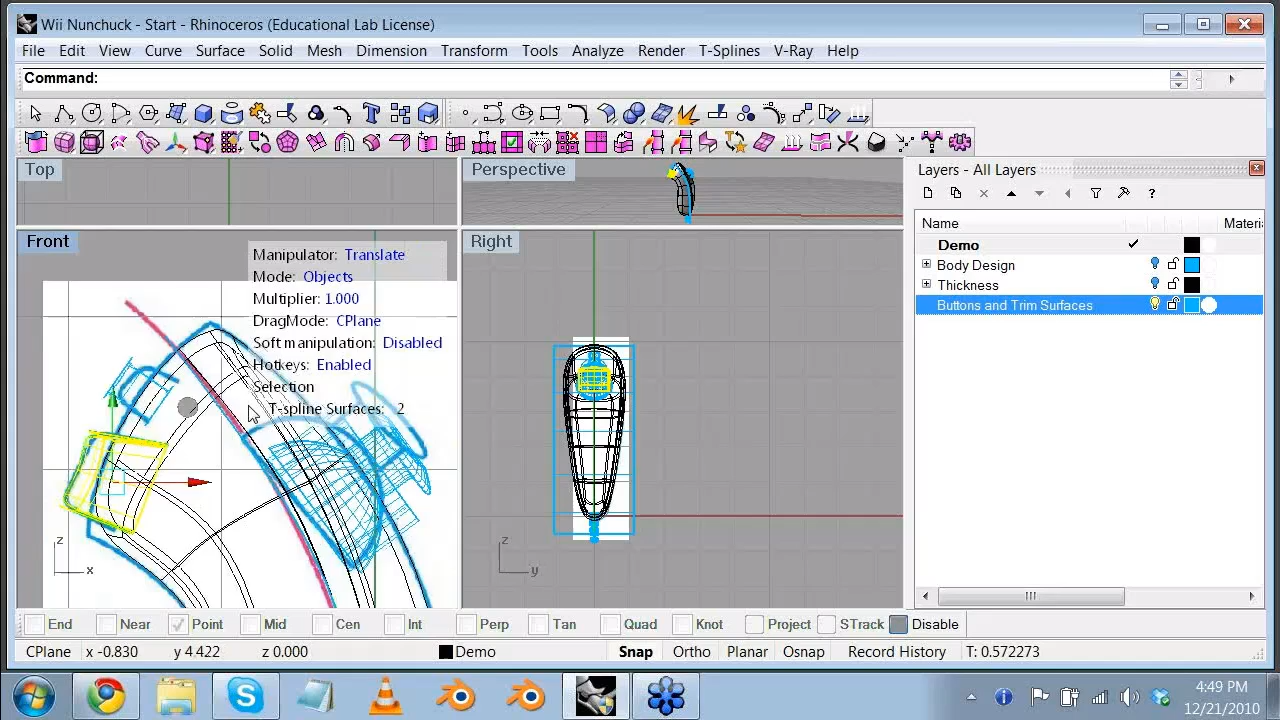 Wii Nunchuck - Start - Rhinoceros (Educational Lab License)
File Edit View Curve Surface Solid Mesh Dimension Transform Tools Analyze Render T-Splines V-Ray Help
Command:
Top
Perspective
Layers - All Layers
Name Materi
Front
Right
Manipulator: Translate
Mode: Objects
Multiplier: 1.000
DragMode: CPlane
Soft manipulation: Disabled
Hotkeys: Enabled
Selection
T-spline Surfaces: 2
Demo
Body Design
Thickness
Buttons and Trim Surfaces
z
x
z
y
End Near Point Mid Cen Int Perp Tan Quad Knot Project STrack Disable
CPlane x -0.830 y 4.422 z 0.000 Demo Snap Ortho Planar Osnap Record History T: 0.572273
4:49 PM
12/21/2010